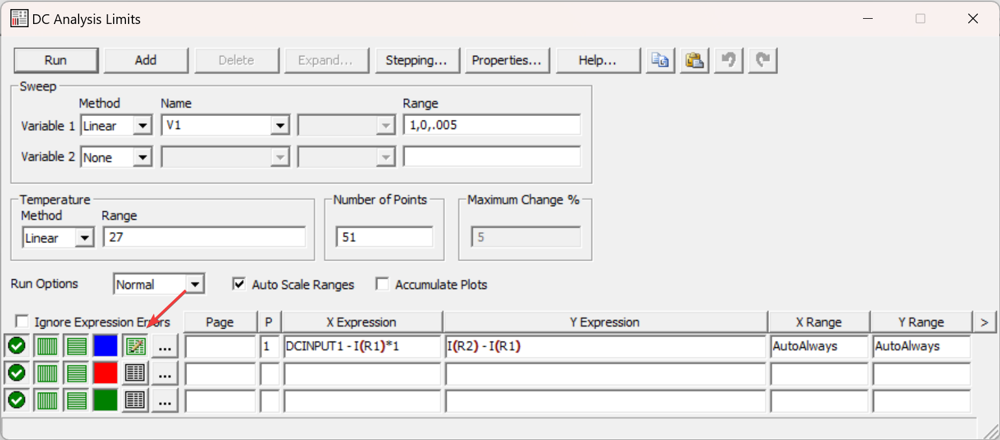 DC Analysis Limits
Run Add Delete Expand... Stepping... Properties... Help...
Sweep
Method Name Range
Variable 1 Linear V1 1,0,.005
Variable 2 None
Temperature Number of Points Maximum Change %
Method Range
Linear 27 51 5
Run Options Normal Auto Scale Ranges Accumulate Plots
Ignore Expression Errors Page P X Expression Y Expression X Range Y Range >
... 1 DCINPUT1 - I(R1)*1 I(R2) - I(R1) AutoAlways AutoAlways
...
...